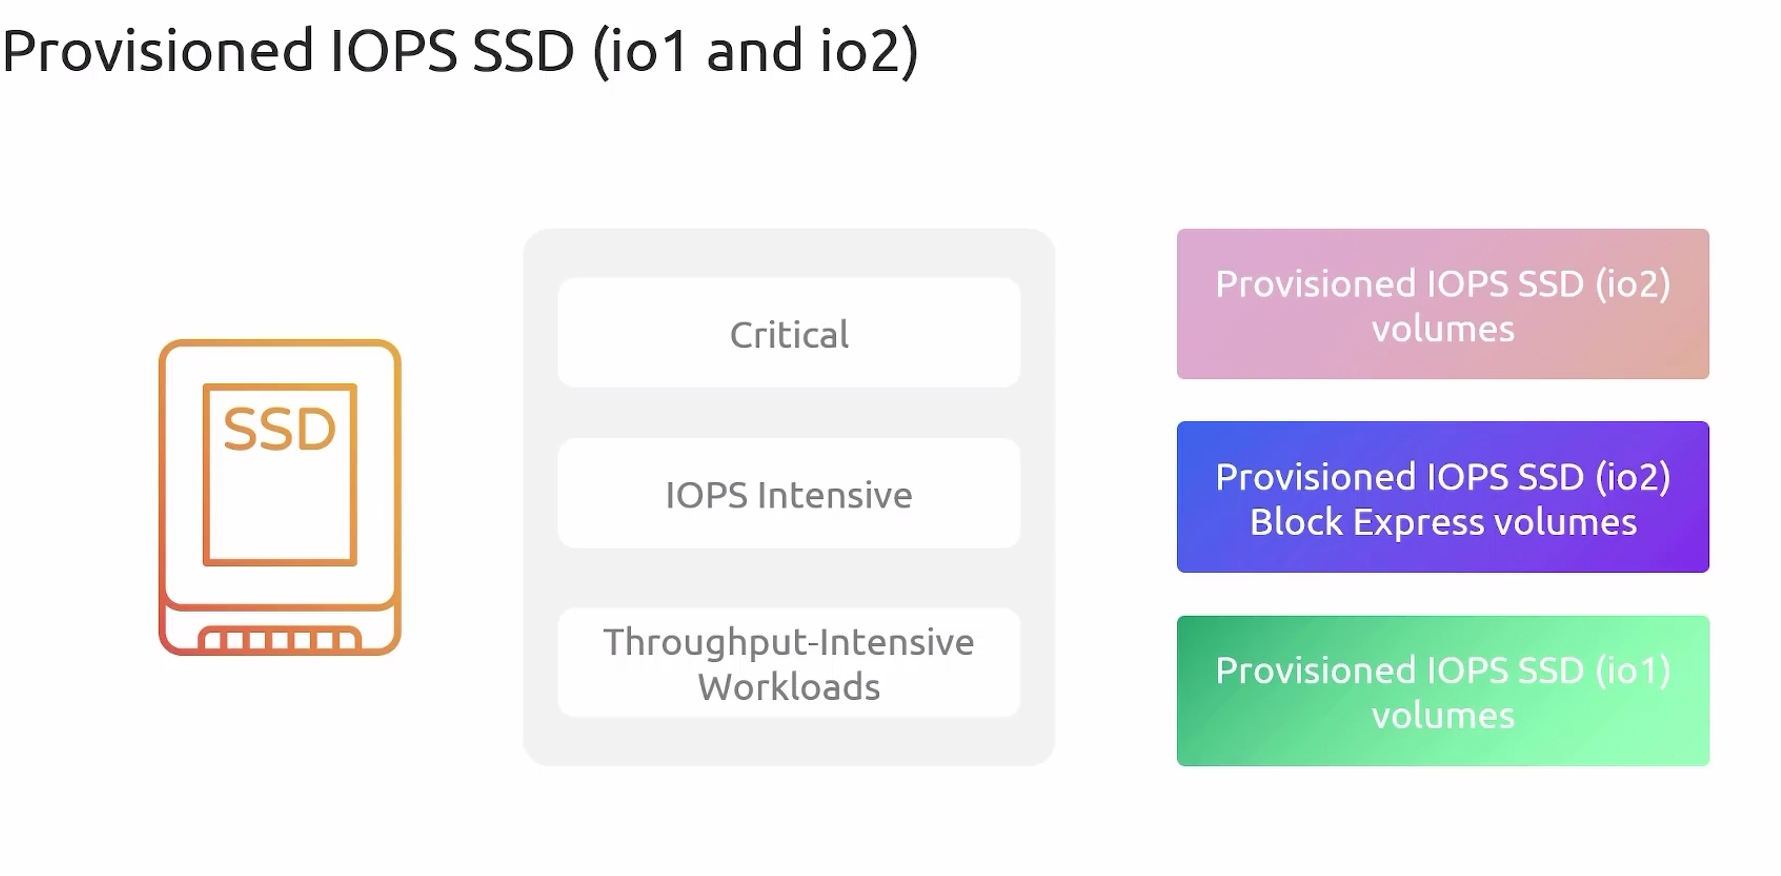 Provisioned IOPS SSD (io1 and io2)
SSD
Critical
IOPS Intensive
Throughput-Intensive
Workloads
Provisioned IOPS SSD (io2)
volumes
Provisioned IOPS SSD (io2)
Block Express volumes
Provisioned IOPS SSD (io1)
volumes